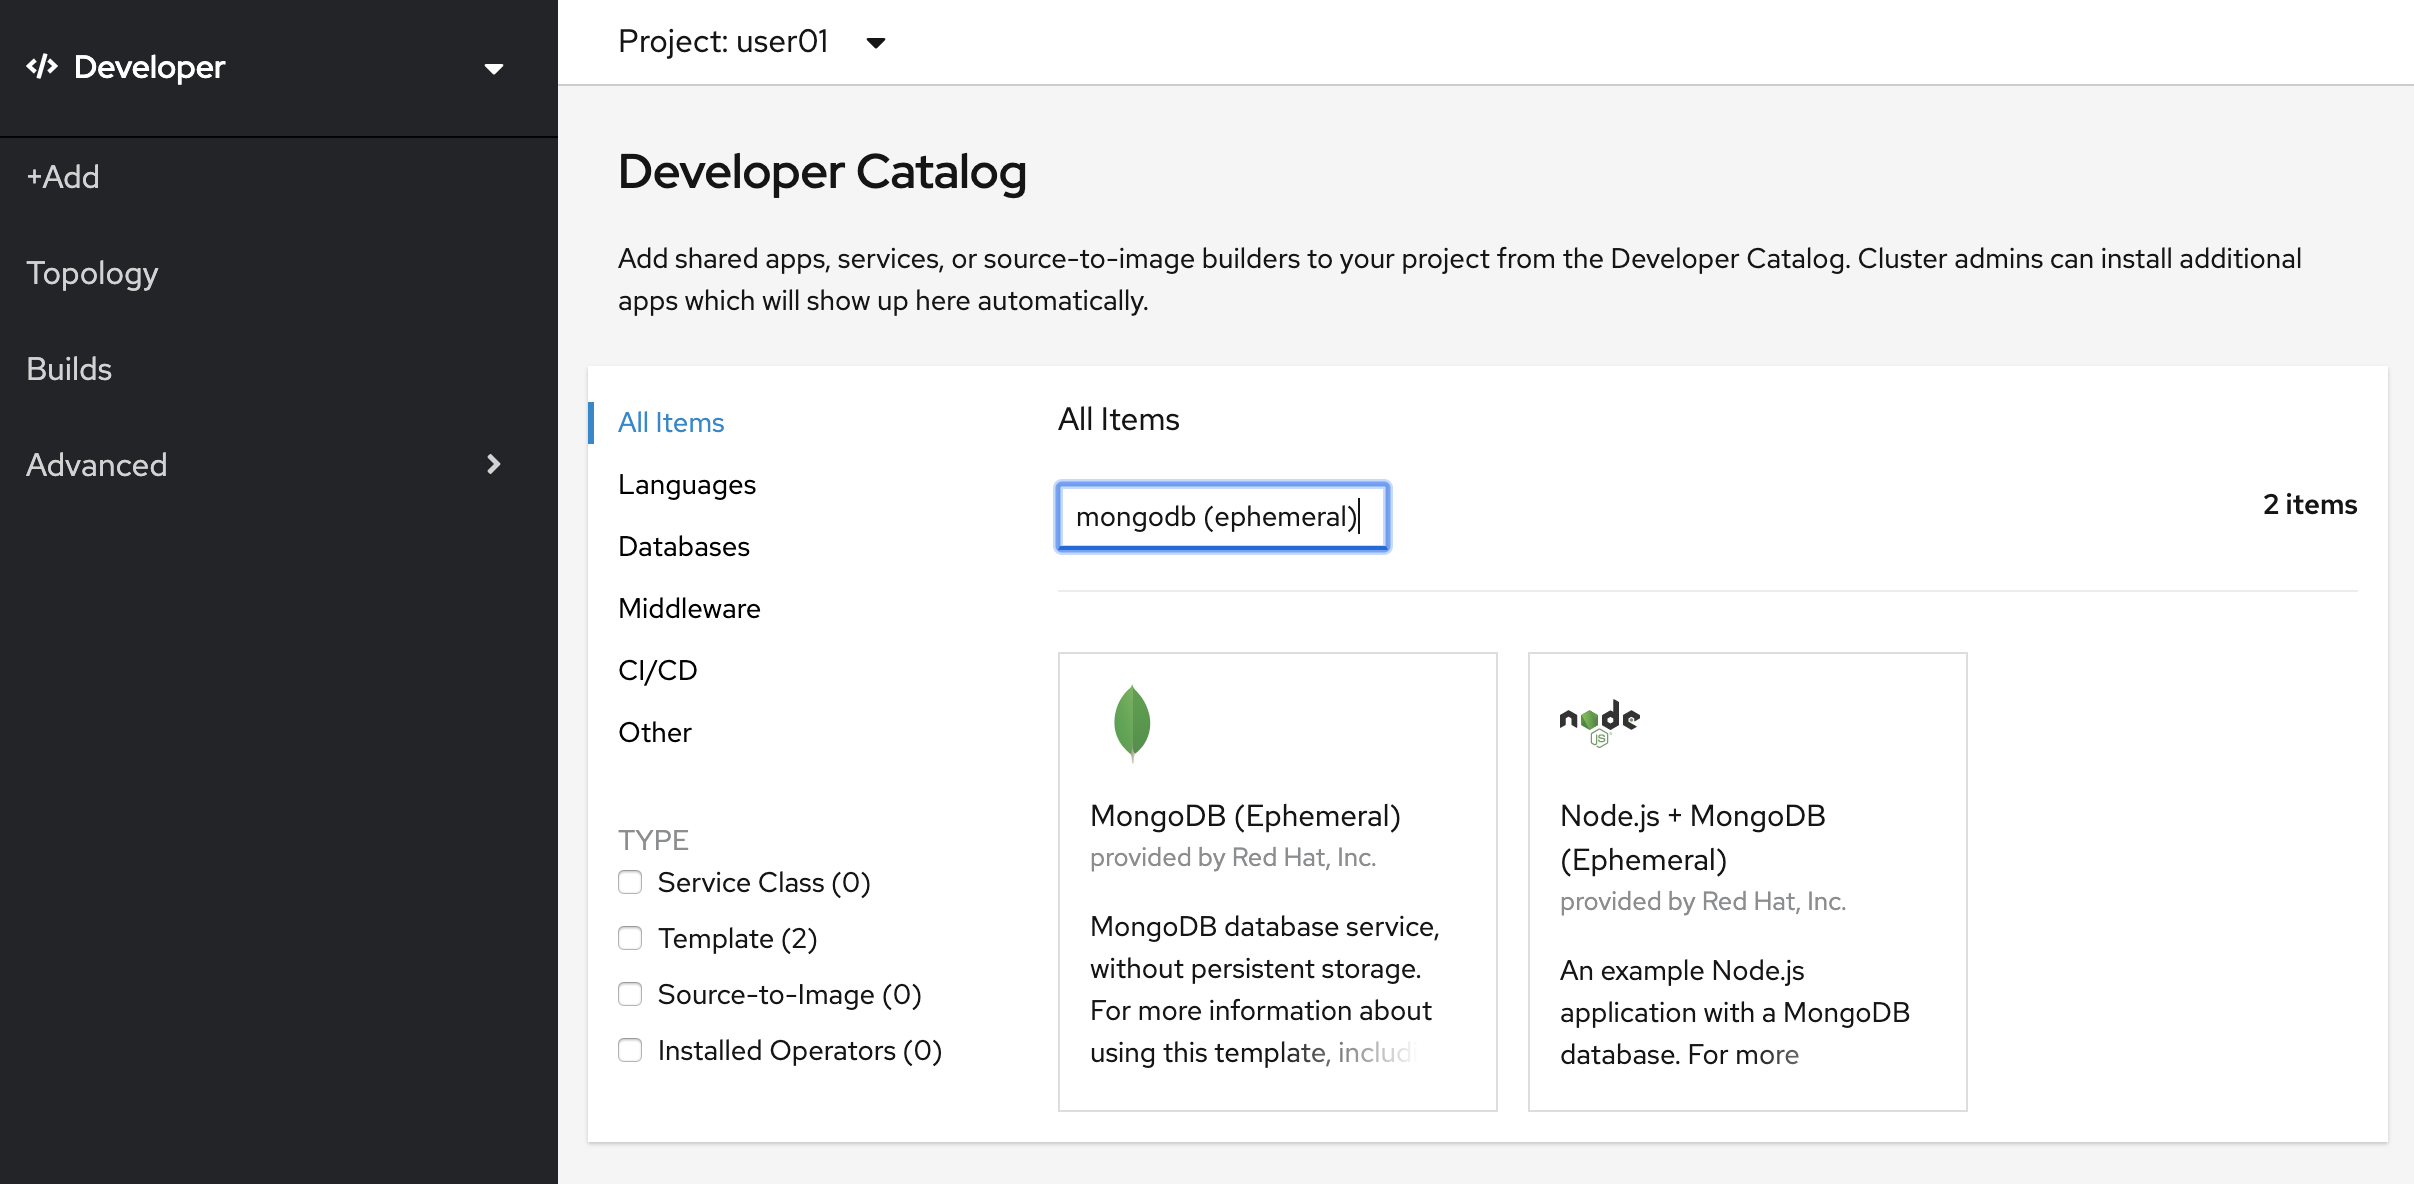 Developer
+Add
Topology
Builds
Advanced
Project: user01
Developer Catalog
Add shared apps, services, or source-to-image builders to your project from the Developer Catalog. Cluster admins can install additional
apps which will show up here automatically.
All Items
Languages
Databases
Middleware
CI/CD
Other
TYPE
Service Class (0)
Template (2)
Source-to-Image (0)
Installed Operators (0)
All Items
mongodb (ephemeral)
2 items
MongoDB (Ephemeral)
provided by Red Hat, Inc.
MongoDB database service,
without persistent storage.
For more information about
using this template, includi
node
JS
Node.js + MongoDB
(Ephemeral)
provided by Red Hat, Inc.
An example Node.js
application with a MongoDB
database. For more